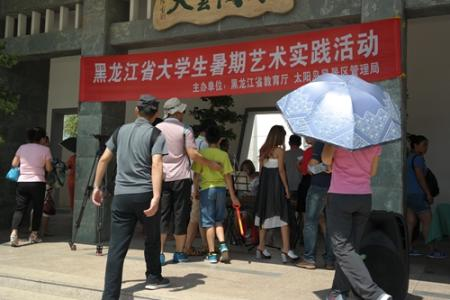 黑龙江省大学生暑期艺术实践活动
主办单位：黑龙江省教育厅 太阳岛风景区管理局